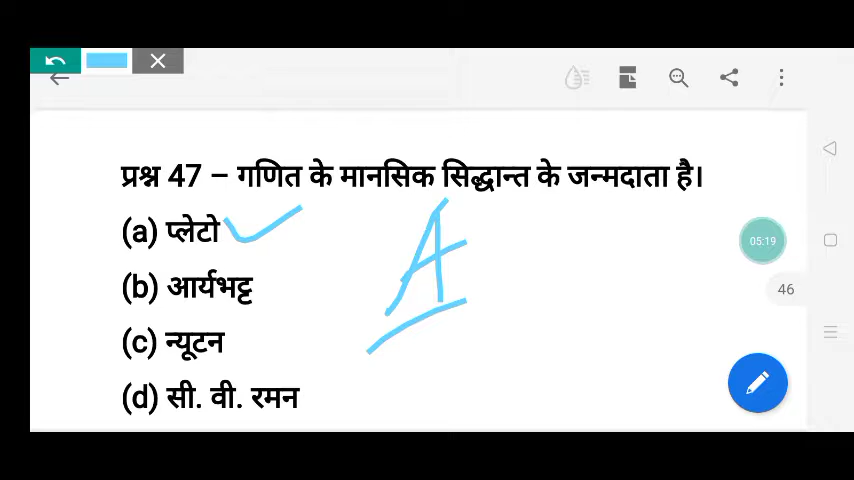 प्रश्न 47 – गणित के मानसिक सिद्धान्त के जन्मदाता है।
(a) प्लेटो
A
(b) आर्यभट्ट
(c) न्यूटन
(d) सी. वी. रमन
05:19
46